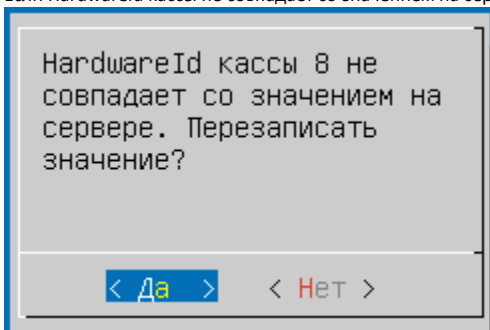 HardwareId кассы 8 не
совпадает со значением на
сервере. Перезаписать
значение?
< Да > < Нет >